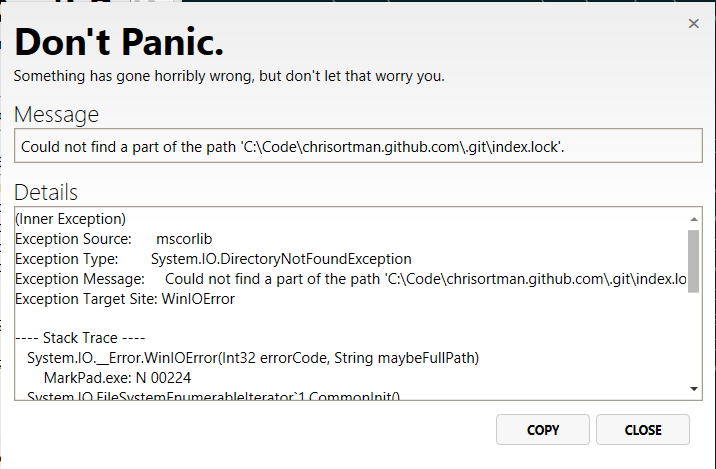 Don't Panic.
Something has gone horribly wrong, but don't let that worry you.
Message
Could not find a part of the path 'C:\Code\chrisortman.github.com\.git\index.lock'.
Details
(Inner Exception)
Exception Source: mscorlib
Exception Type: System.IO.DirectoryNotFoundException
Exception Message: Could not find a part of the path 'C:\Code\chrisortman.github.com\.git\index.lo
Exception Target Site: WinIOError
---- Stack Trace ----
System.IO.__Error.WinIOError(Int32 errorCode, String maybeFullPath)
MarkPad.exe: N 00224
System.IO.FileSystemEnumerableIterator`1.CommonInit()
COPY CLOSE